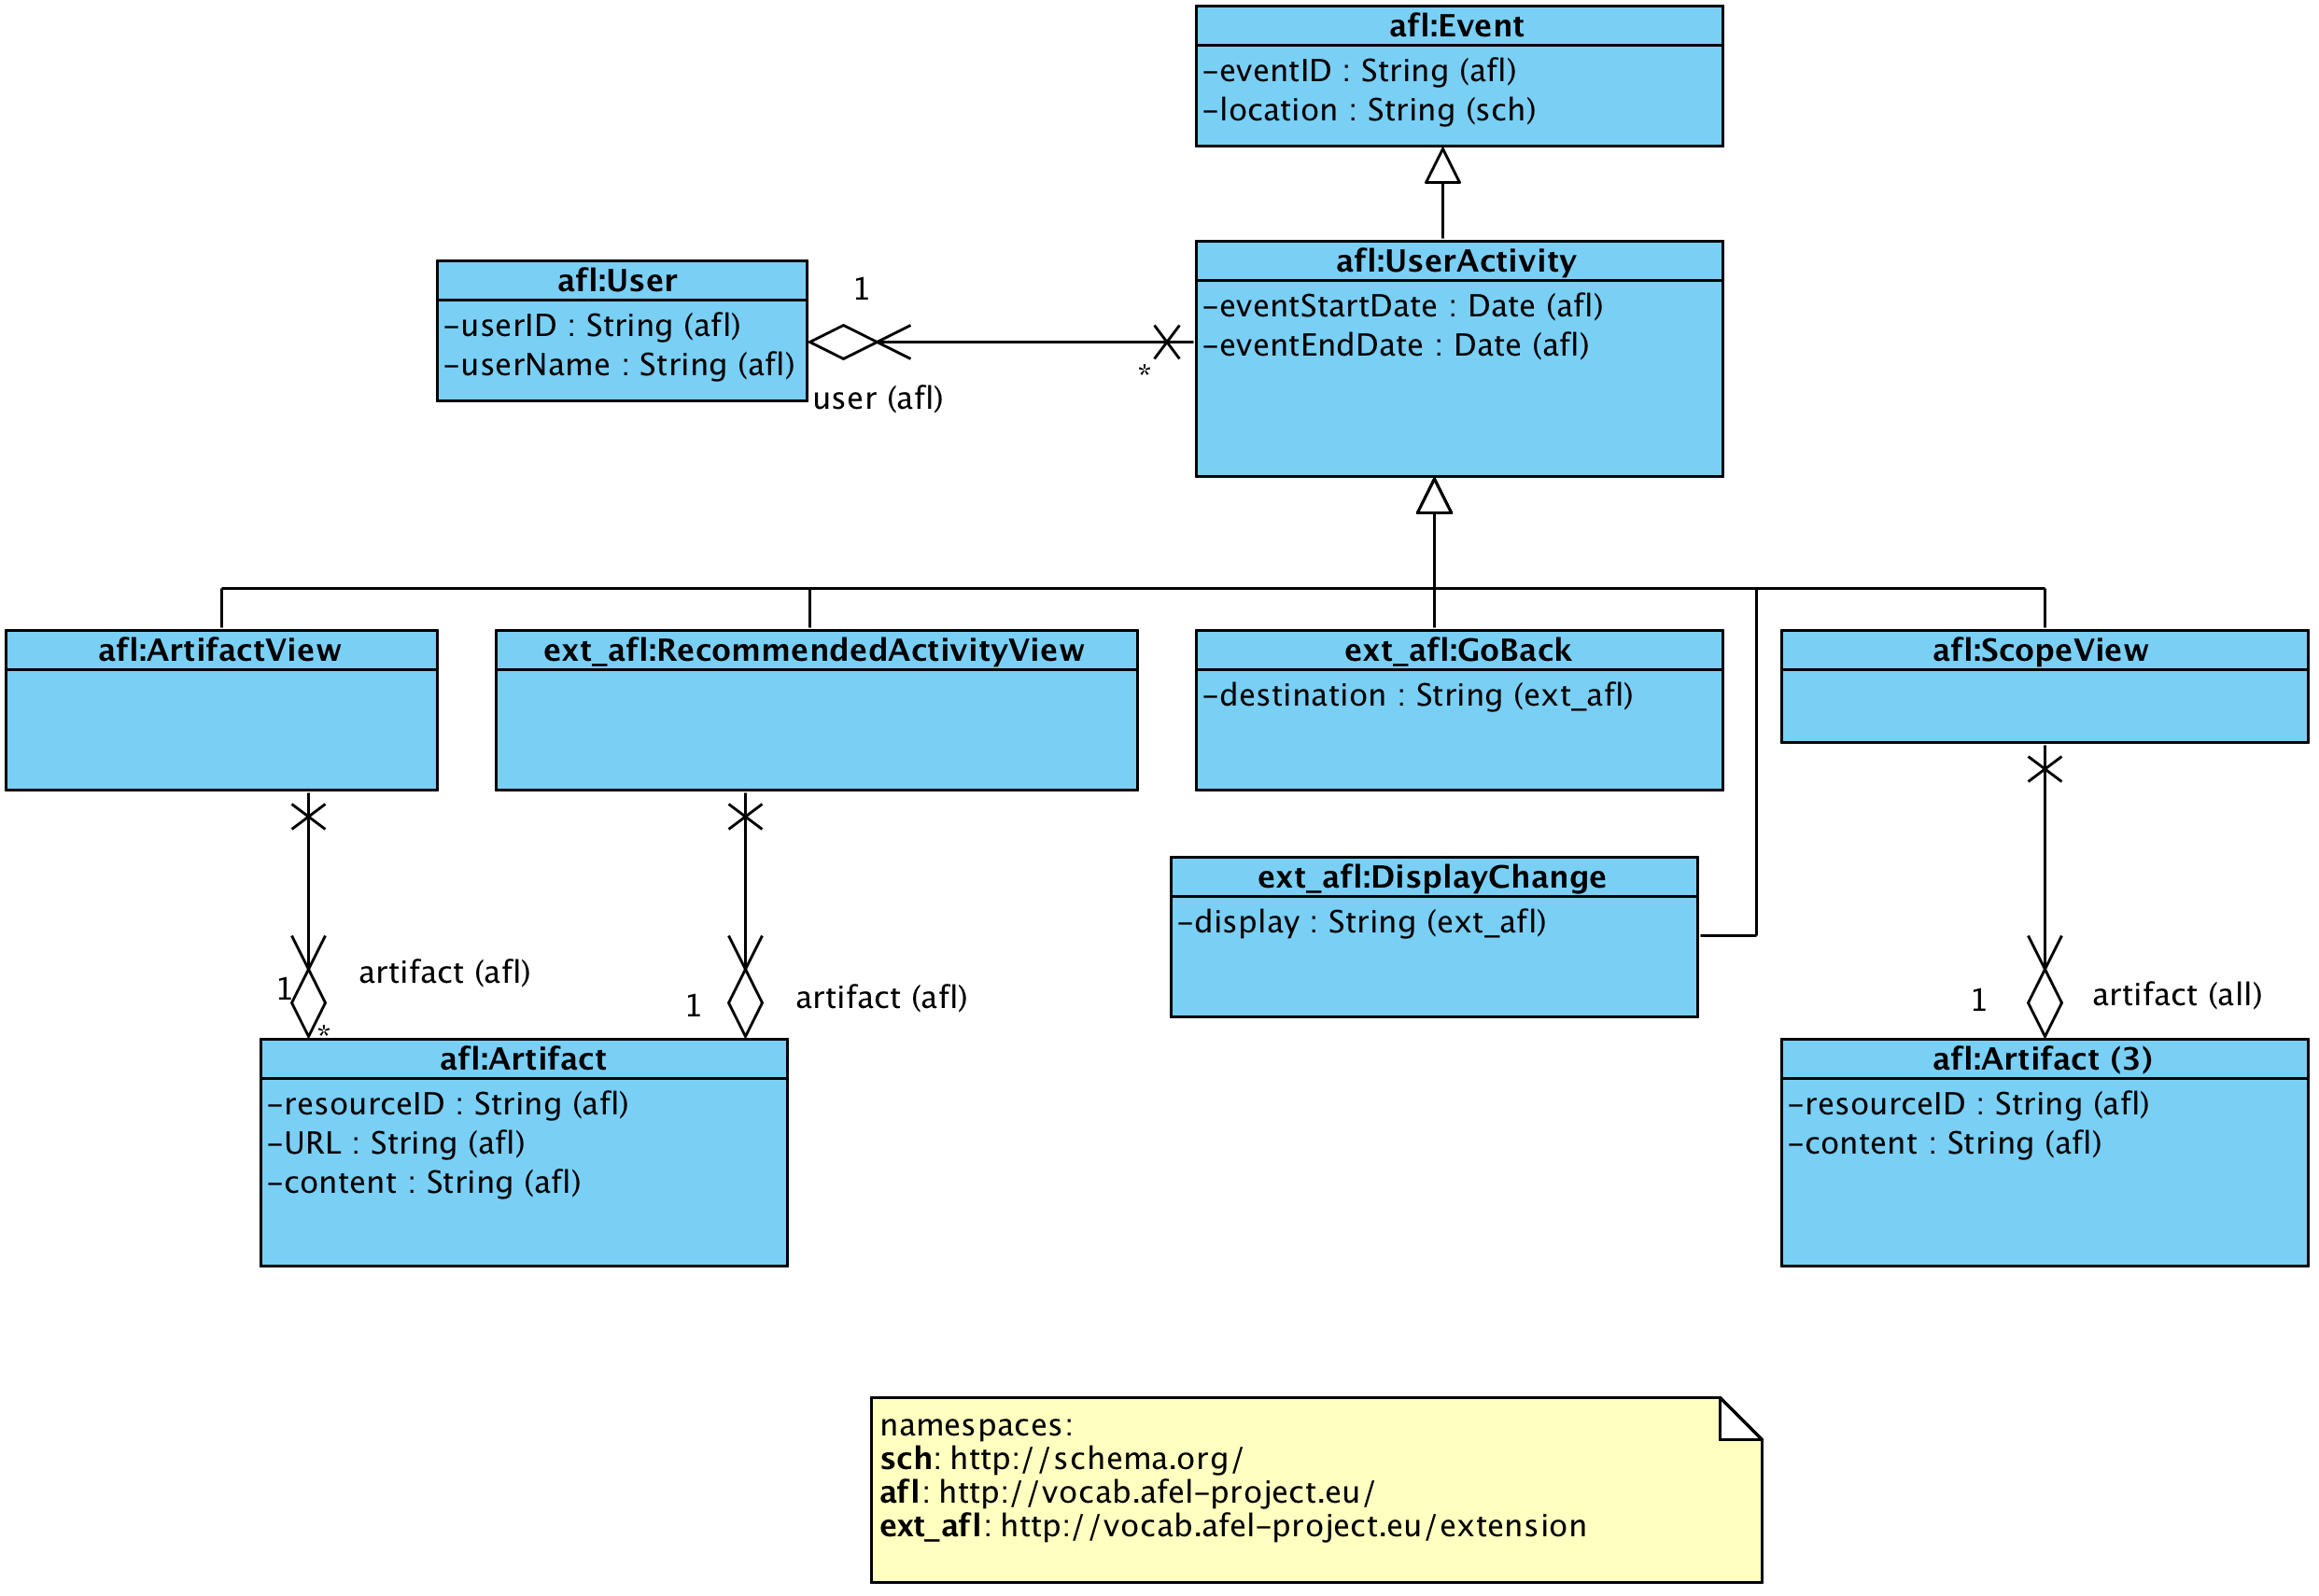 afl:Event
-eventID : String (afl)
-location : String (sch)
afl:User
-userID : String (afl)
-userName : String (afl)
1
user (afl)
*
afl:UserActivity
-eventStartDate : Date (afl)
-eventEndDate : Date (afl)
afl:ArtifactView
ext_afl:RecommendedActivityView
ext_afl:GoBack
-destination : String (ext_afl)
afl:ScopeView
ext_afl:DisplayChange
-display : String (ext_afl)
1
artifact (afl)
*
1
artifact (afl)
1
artifact (all)
afl:Artifact
-resourceID : String (afl)
-URL : String (afl)
-content : String (afl)
afl:Artifact (3)
-resourceID : String (afl)
-content : String (afl)
namespaces:
sch: http://schema.org/
afl: http://vocab.afel-project.eu/
ext_afl: http://vocab.afel-project.eu/extension